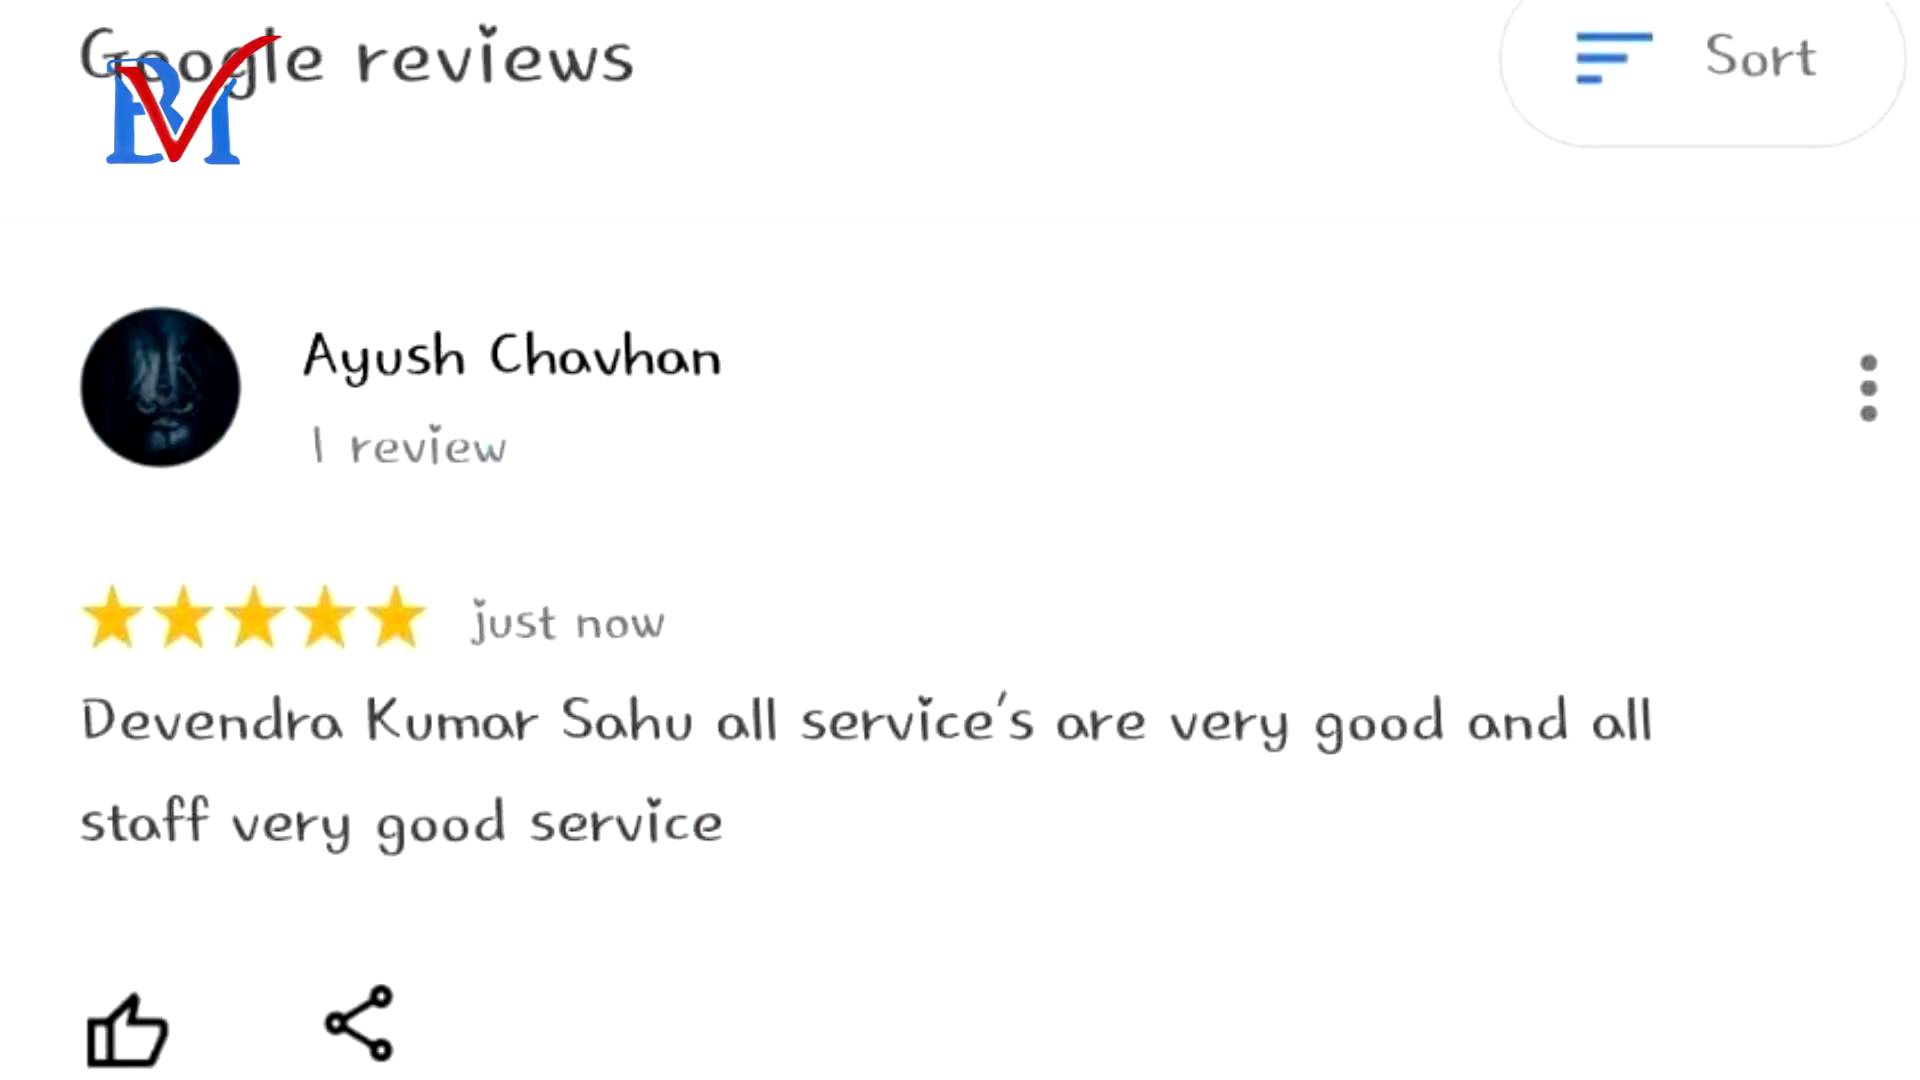 Google reviews
Sort
BM
Ayush Chavhan
1 review
just now
Devendra Kumar Sahu all service's are very good and all
staff very good service